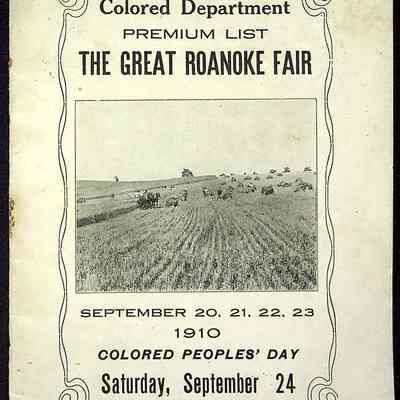 Colored Department
PREMIUM LIST
THE GREAT ROANOKE FAIR
SEPTEMBER 20, 21, 22, 23
1910
COLORED PEOPLES' DAY
Saturday, September 24